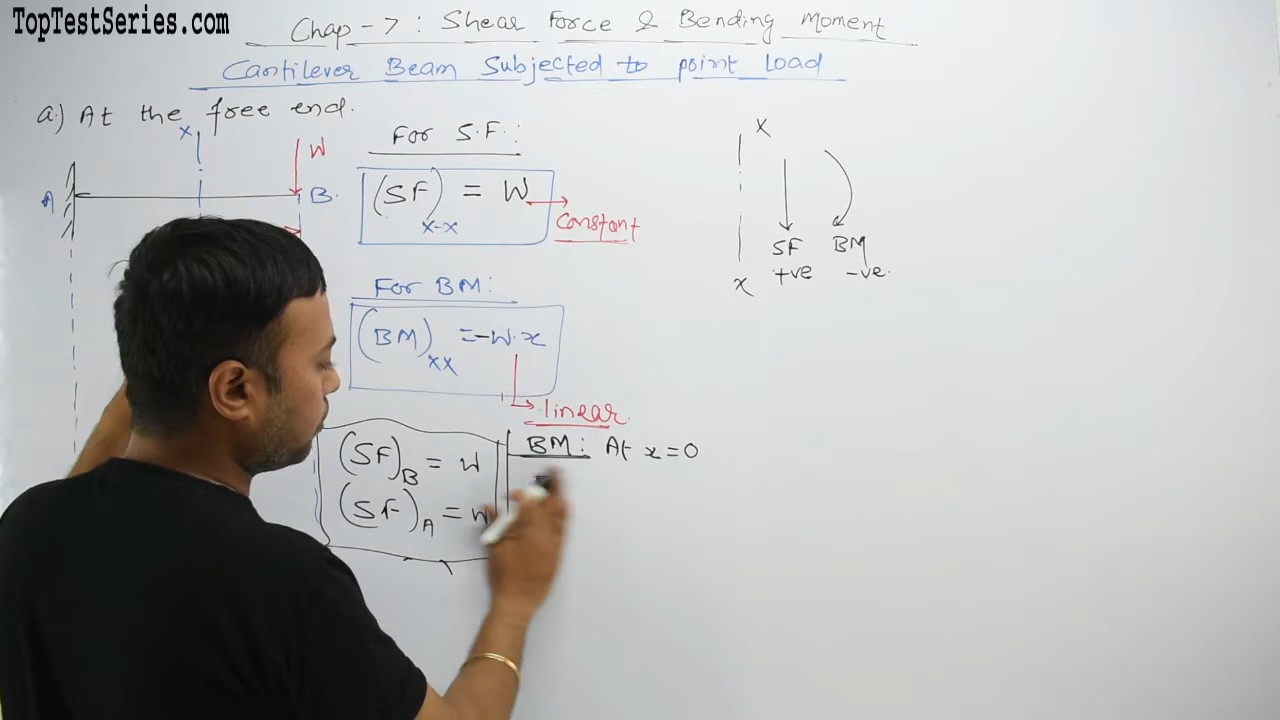 TopTestSeries.com
Chap-7: Shear Force & Bending Moment
Cantilever Beam Subjected to point Load
a.) At the free end.
x
W
A
B.
For S.F.:
(SF)x-x = W
Constant
For BM:
(BM)xx = -W.x
linear
(SF)B = W
(SF)A = W
BM: At x=0
X
SF BM
+ve -ve.
x